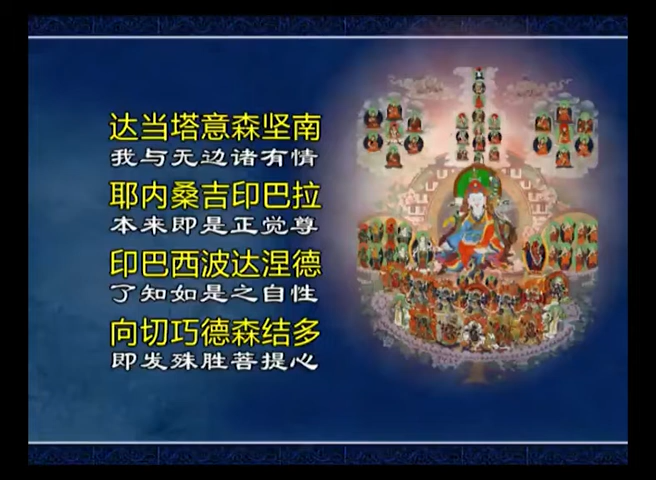 达当塔意森坚南
我与无边诸有情
耶内桑吉印巴拉
本来即是正觉尊
印巴西波达涅德
了知如是之自性
向切巧德森结多
即发殊胜菩提心